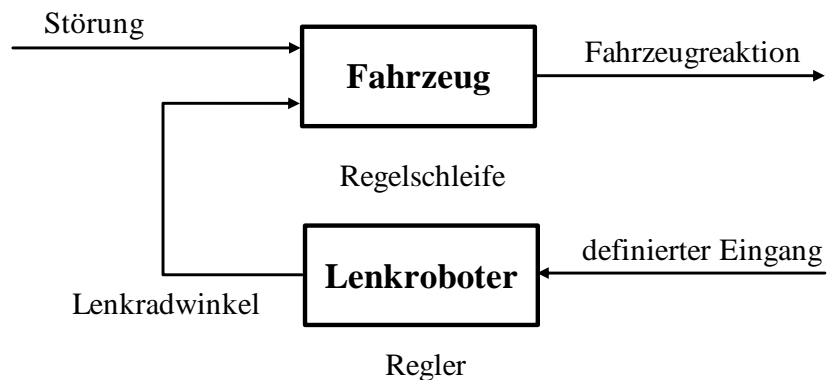 Störung
Fahrzeug
Fahrzeugreaktion
Regelschleife
Lenkroboter
definierter Eingang
Lenkradwinkel
Regler